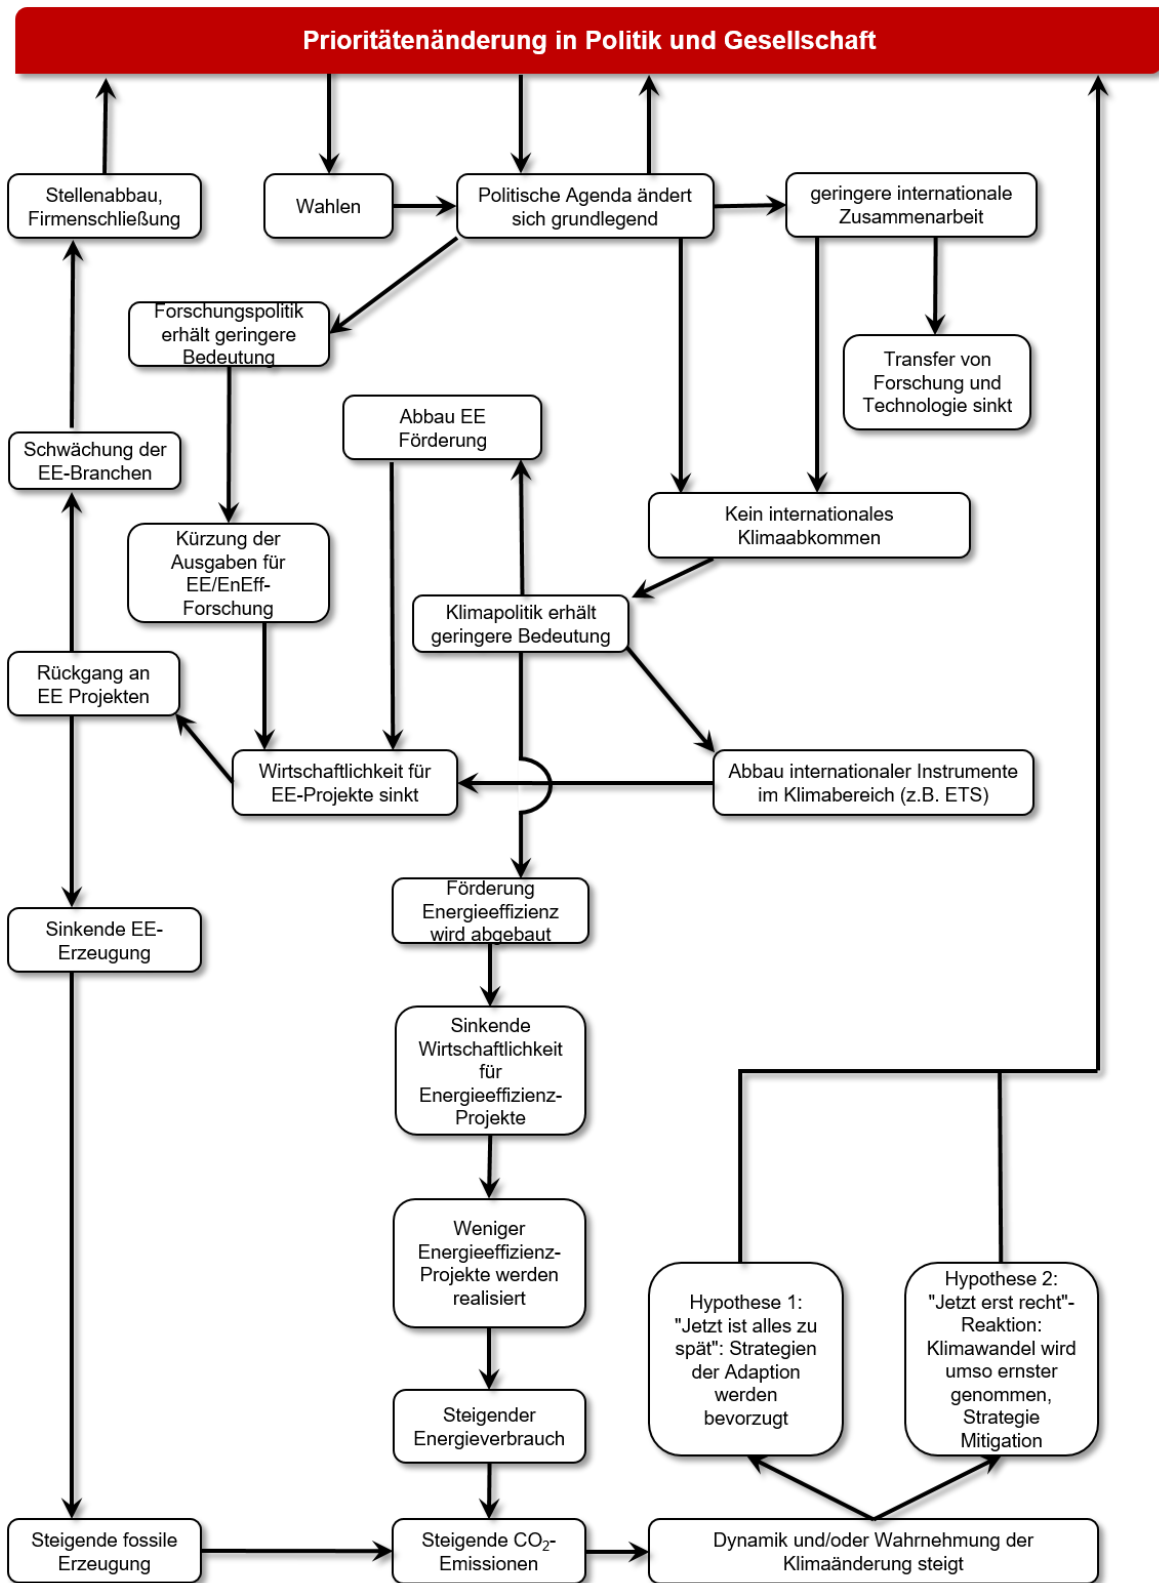 Prioritätenänderung in Politik und Gesellschaft
Stellenabbau,
Firmenschließung
Wahlen
Politische Agenda ändert
sich grundlegend
geringere internationale
Zusammenarbeit
Forschungspolitik
erhält geringere
Bedeutung
Transfer von
Forschung und
Technologie sinkt
Abbau EE
Förderung
Schwächung der
EE-Branchen
Kein internationales
Klimaabkommen
Kürzung der
Ausgaben für
EE/EnEff-
Forschung
Klimapolitik erhält
geringere Bedeutung
Rückgang an
EE Projekten
Wirtschaftlichkeit für
EE-Projekte sinkt
Abbau internationaler Instrumente
im Klimabereich (z.B. ETS)
Förderung
Energieeffizienz
wird abgebaut
Sinkende EE-
Erzeugung
Sinkende
Wirtschaftlichkeit
für
Energieeffizienz-
Projekte
Weniger
Energieeffizienz-
Projekte werden
realisiert
Hypothese 1:
"Jetzt ist alles zu
spät": Strategien
der Adaption
werden
bevorzugt
Hypothese 2:
"Jetzt erst recht"-
Reaktion:
Klimawandel wird
umso ernster
genommen,
Strategie
Mitigation
Steigender
Energieverbrauch
Steigende fossile
Erzeugung
Steigende CO₂-
Emissionen
Dynamik und/oder Wahrnehmung der
Klimaänderung steigt